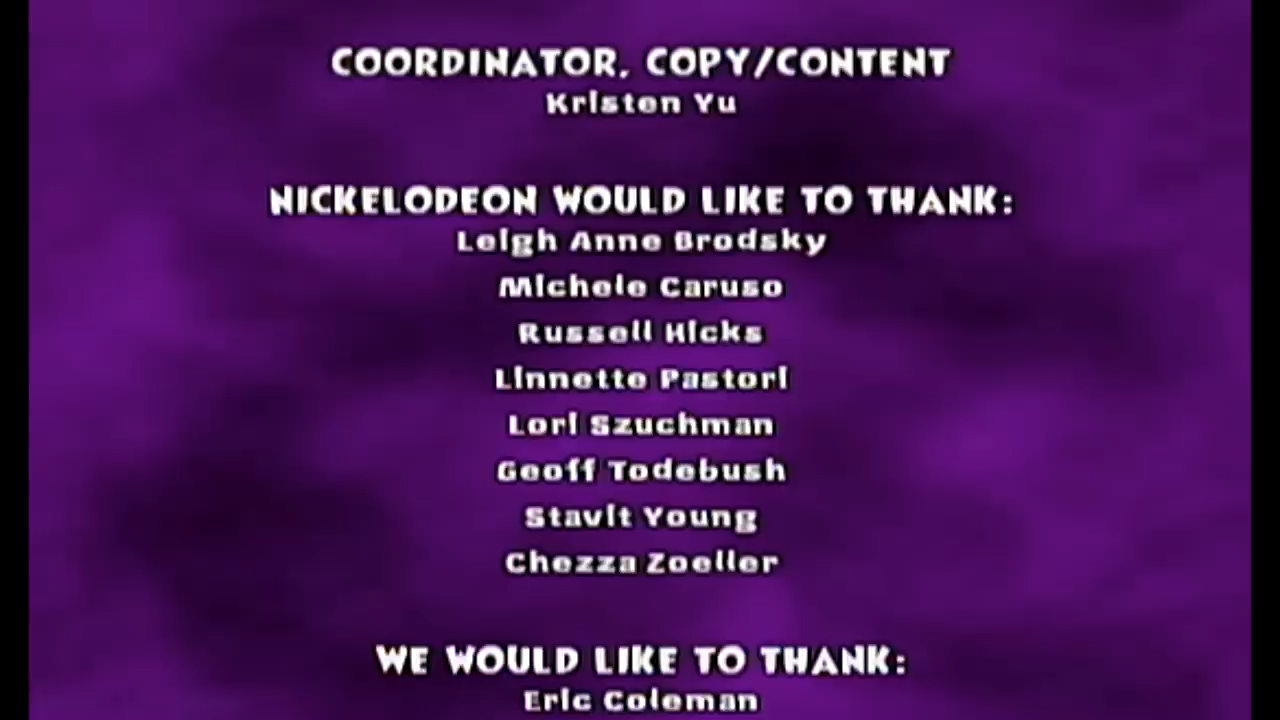 COORDINATOR, COPY/CONTENT
Kristen Yu
NICKELODEON WOULD LIKE TO THANK:
Leigh Anne Brodsky
Michele Caruso
Russell Hicks
Linnette Pastori
Lori Szuchman
Geoff Todebush
Stavit Young
Chezza Zoeller
WE WOULD LIKE TO THANK:
Eric Coleman